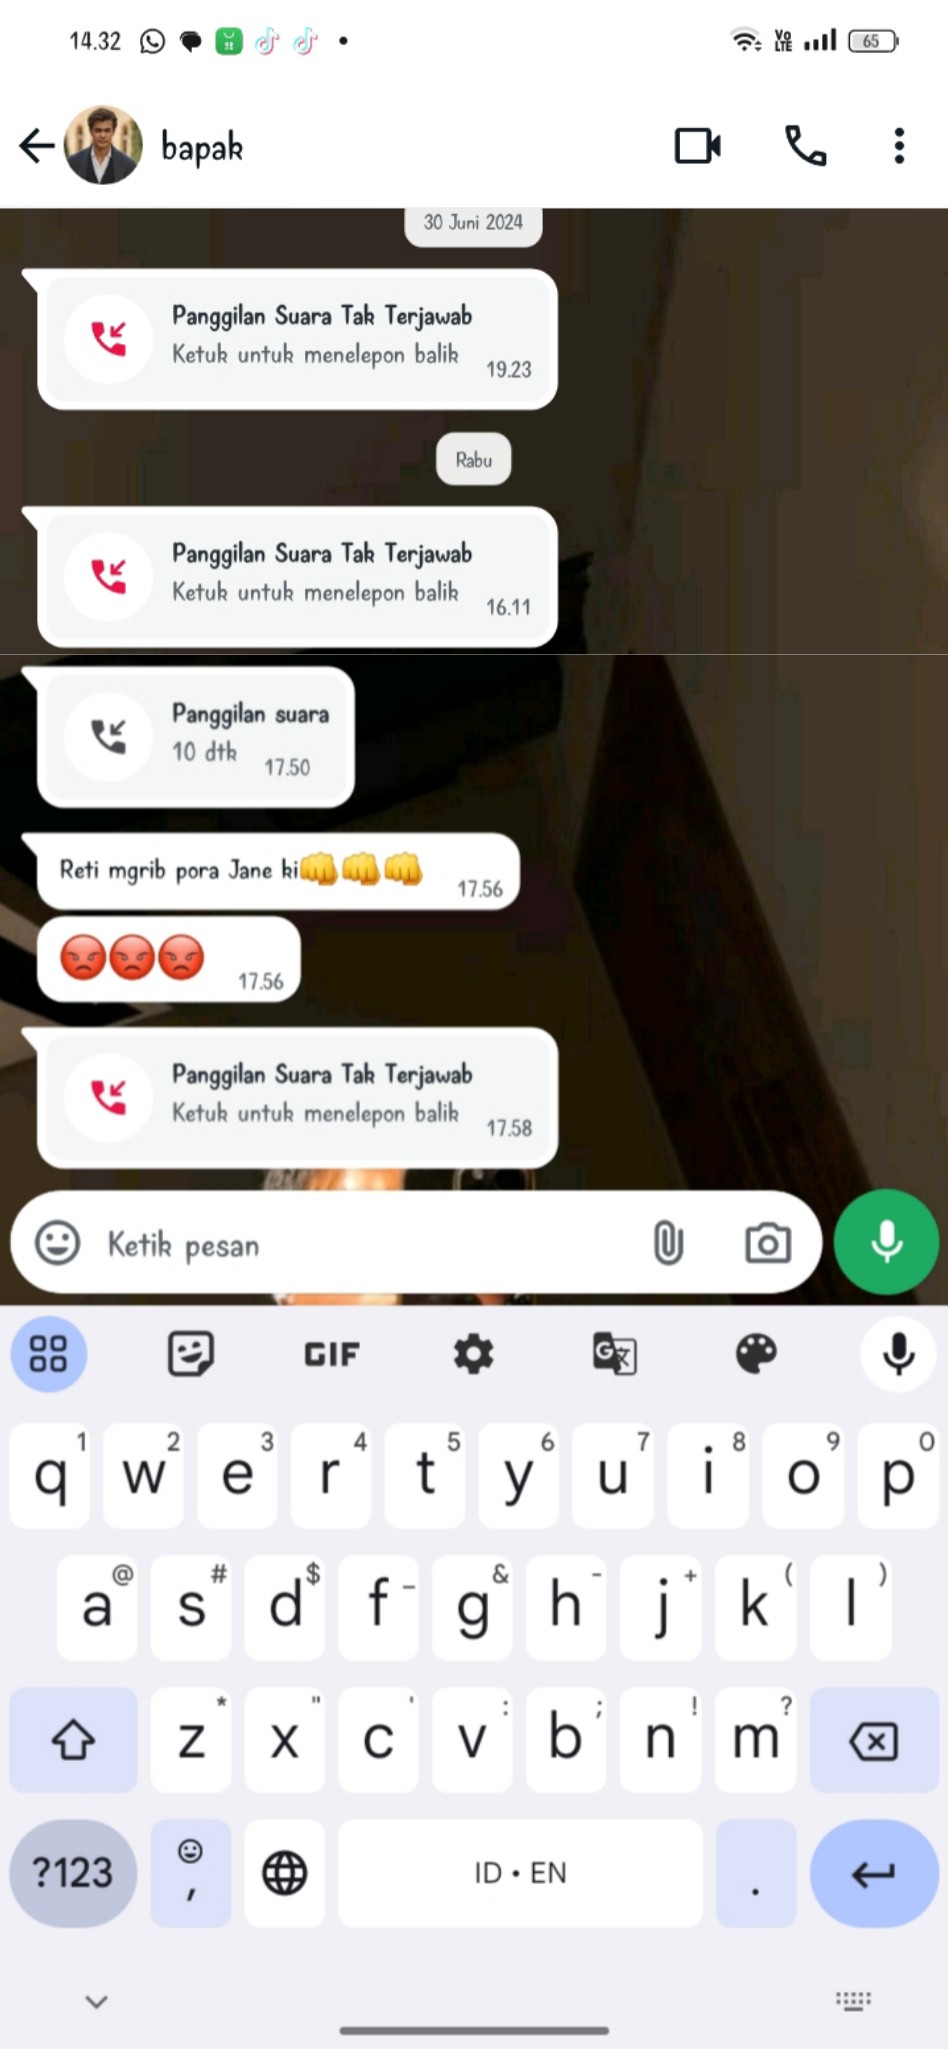 14.32
VoLTE
65
bapak
30 Juni 2024
Panggilan Suara Tak Terjawab
Ketuk untuk menelepon balik 19.23
Rabu
Panggilan Suara Tak Terjawab
Ketuk untuk menelepon balik 16.11
Panggilan suara
10 dtk 17.50
Reti mgrib pora Jane ki👊👊👊 17.56
😡😡😡 17.56
Panggilan Suara Tak Terjawab
Ketuk untuk menelepon balik 17.58
Ketik pesan
GIF
G文
1 2 3 4 5 6 7 8 9 0
q w e r t y u i o p
@ # $ _ & - + ( )
a s d f g h j k l
* " ' : ; ! ?
z x c v b n m
?123 , ID • EN .